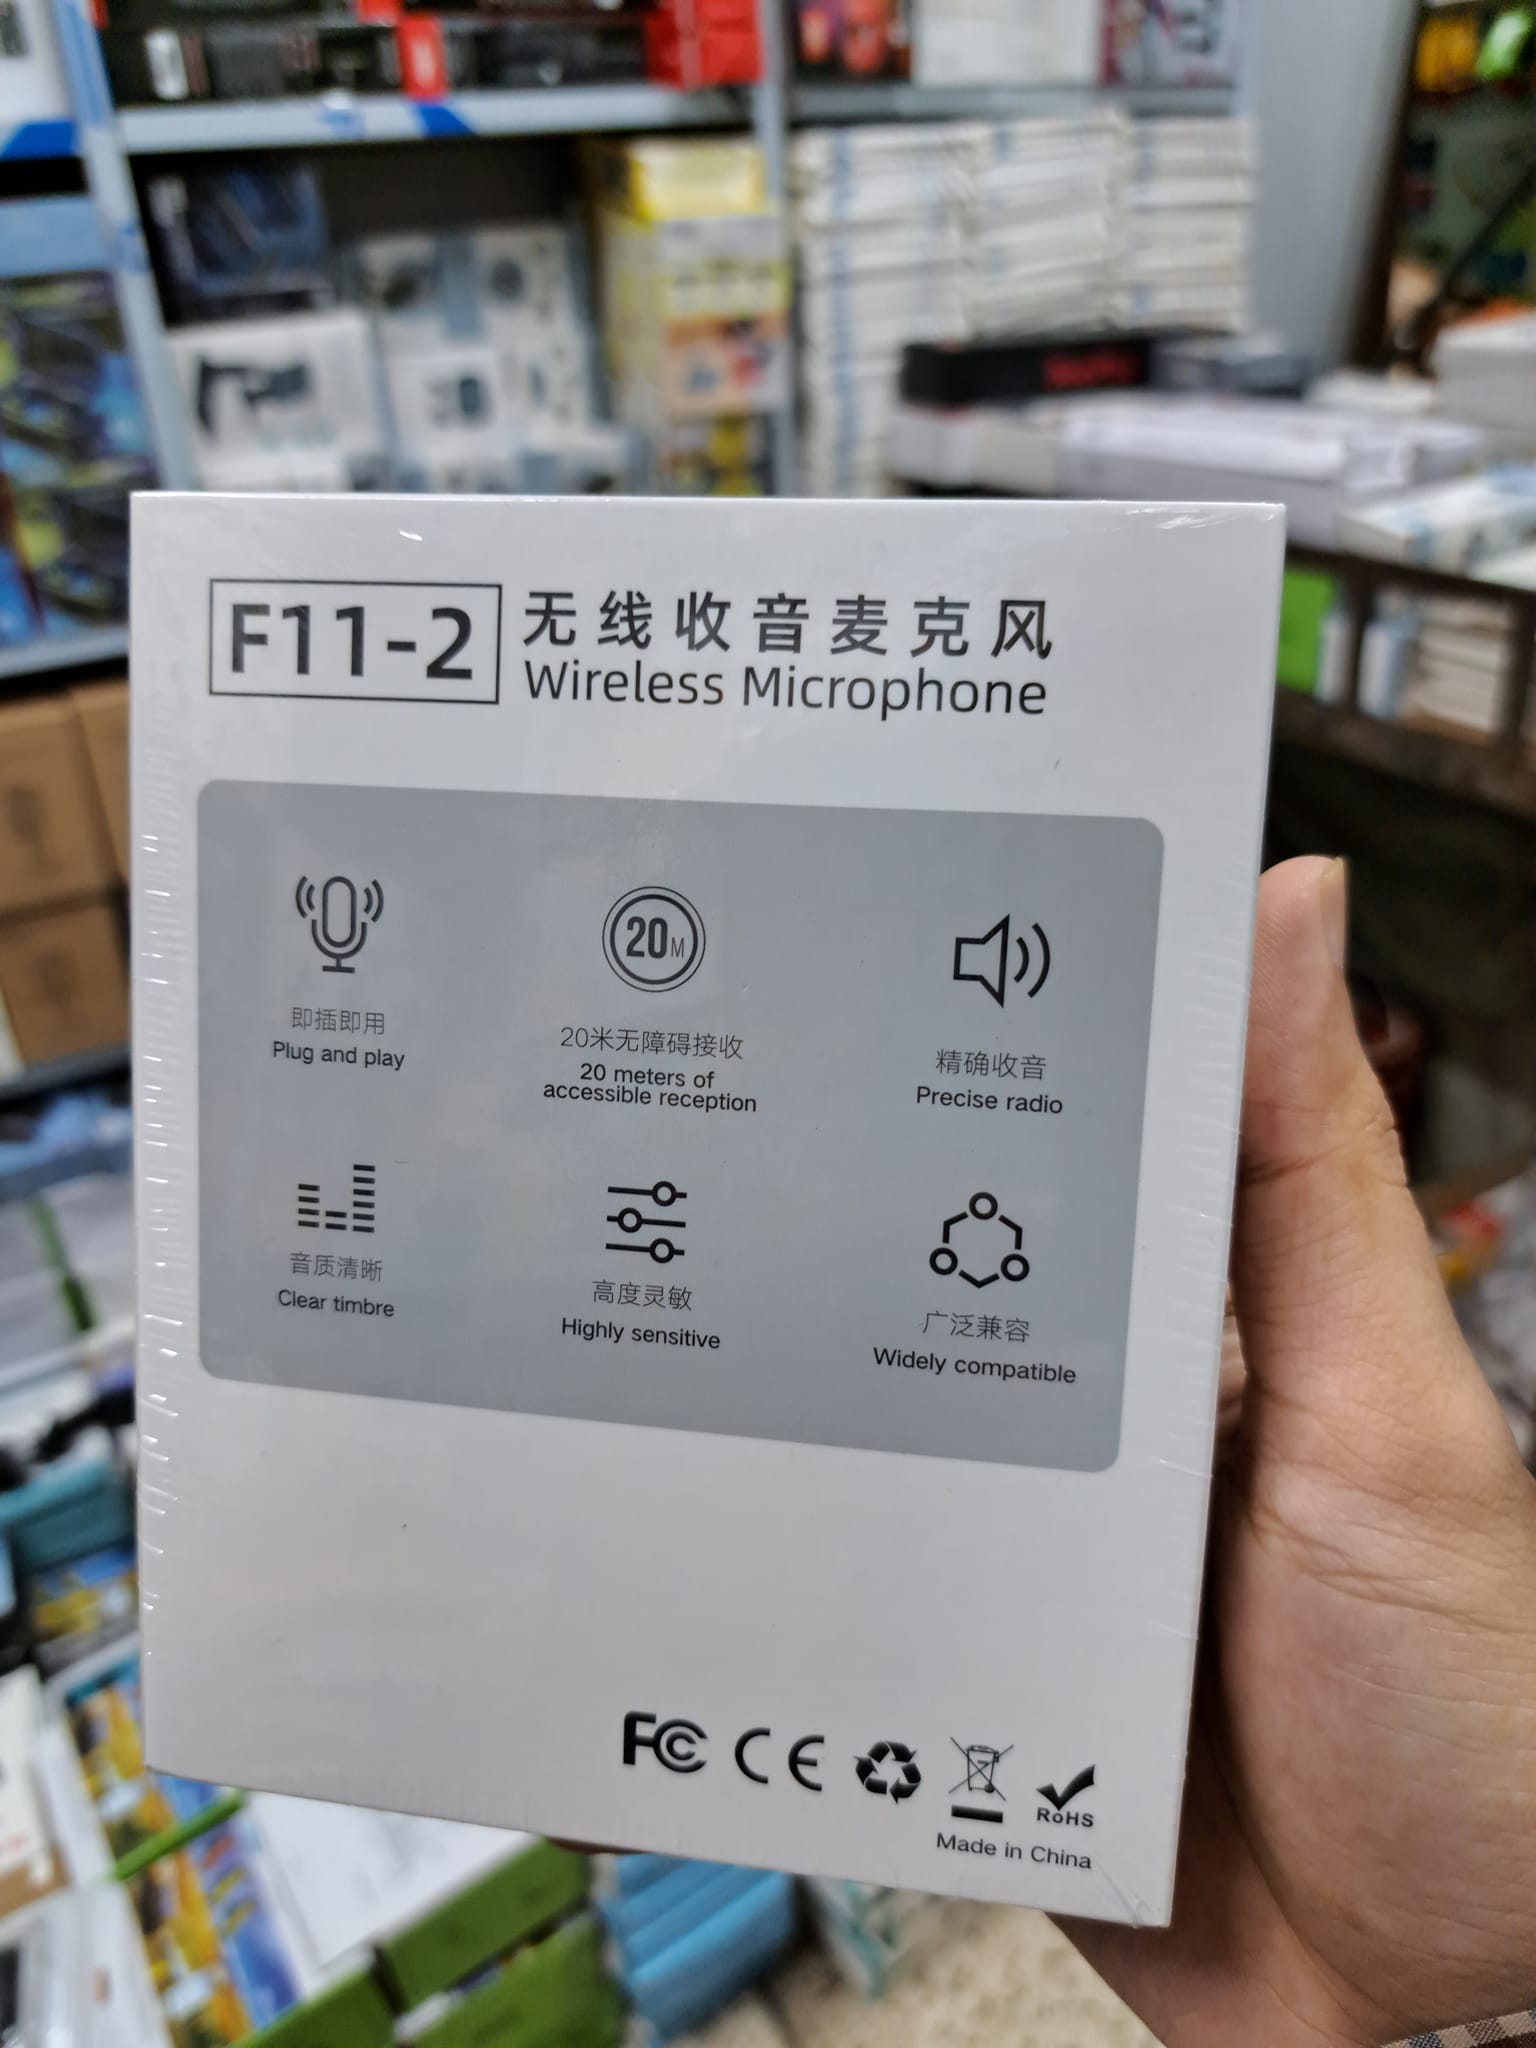 F11-2
无线收音麦克风
Wireless Microphone
20M
即插即用
Plug and play
20米无障碍接收
20 meters of
accessible reception
精确收音
Precise radio
音质清晰
Clear timbre
高度灵敏
Highly sensitive
广泛兼容
Widely compatible
FC CE
RoHS
Made in China